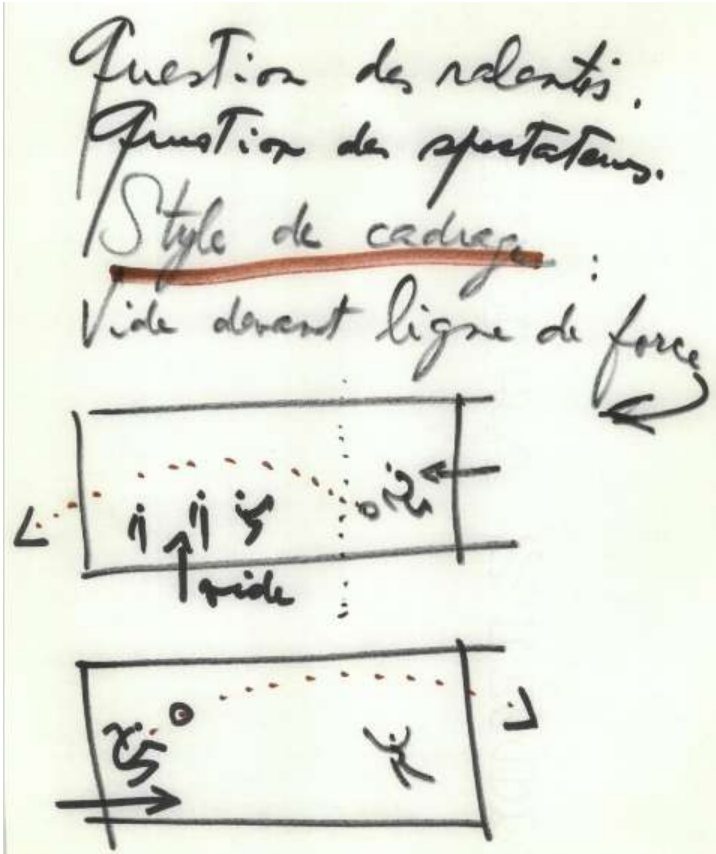 Question des ralentis.
Question des spectateurs.
Style de cadrage :
Vide devant ligne de force
vide